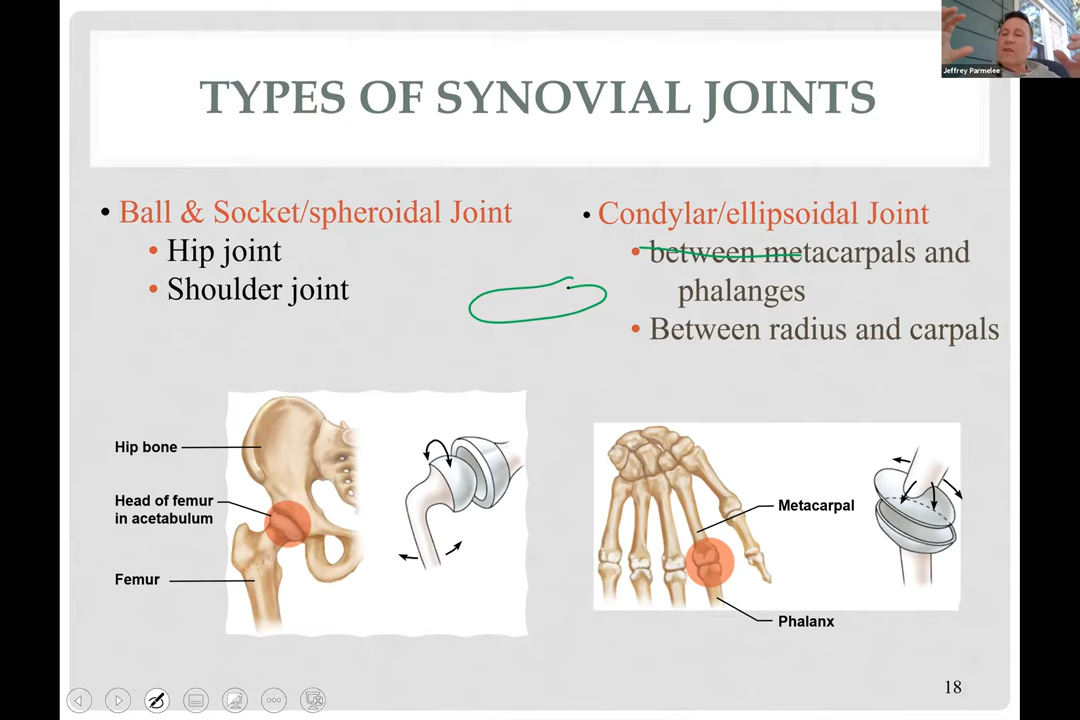 Jeffrey Parmelee
TYPES OF SYNOVIAL JOINTS
• Ball & Socket/spheroidal Joint
• Hip joint
• Shoulder joint
• Condylar/ellipsoidal Joint
• between metacarpals and
phalanges
• Between radius and carpals
Hip bone
Head of femur
in acetabulum
Femur
Metacarpal
Phalanx
18